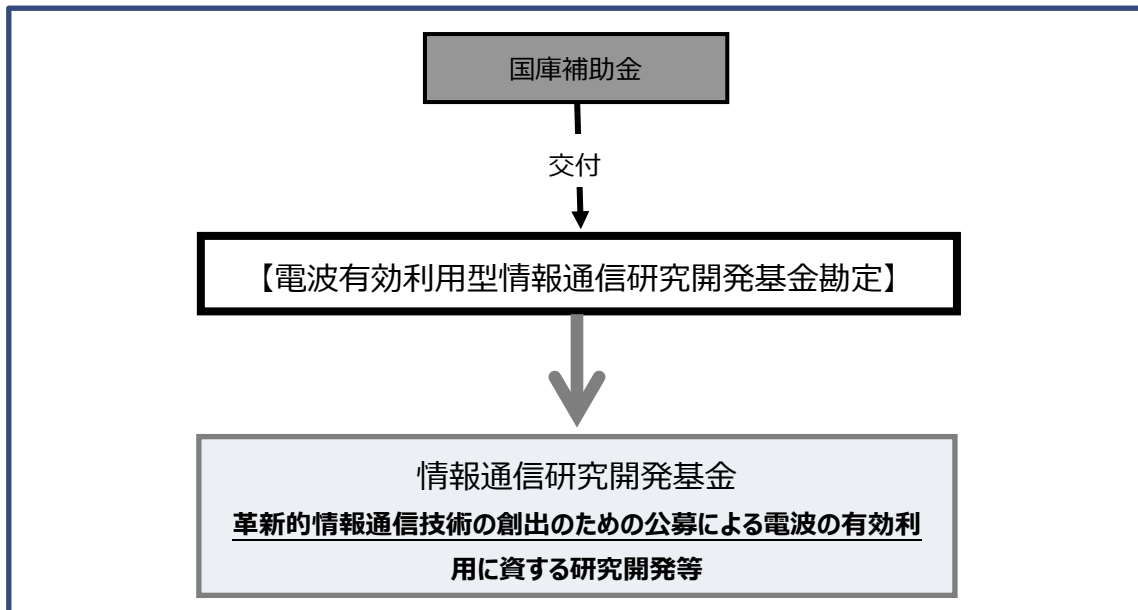 国庫補助金
交付
【電波有効利用型情報通信研究開発基金勘定】
情報通信研究開発基金
革新的情報通信技術の創出のための公募による電波の有効利
用に資する研究開発等